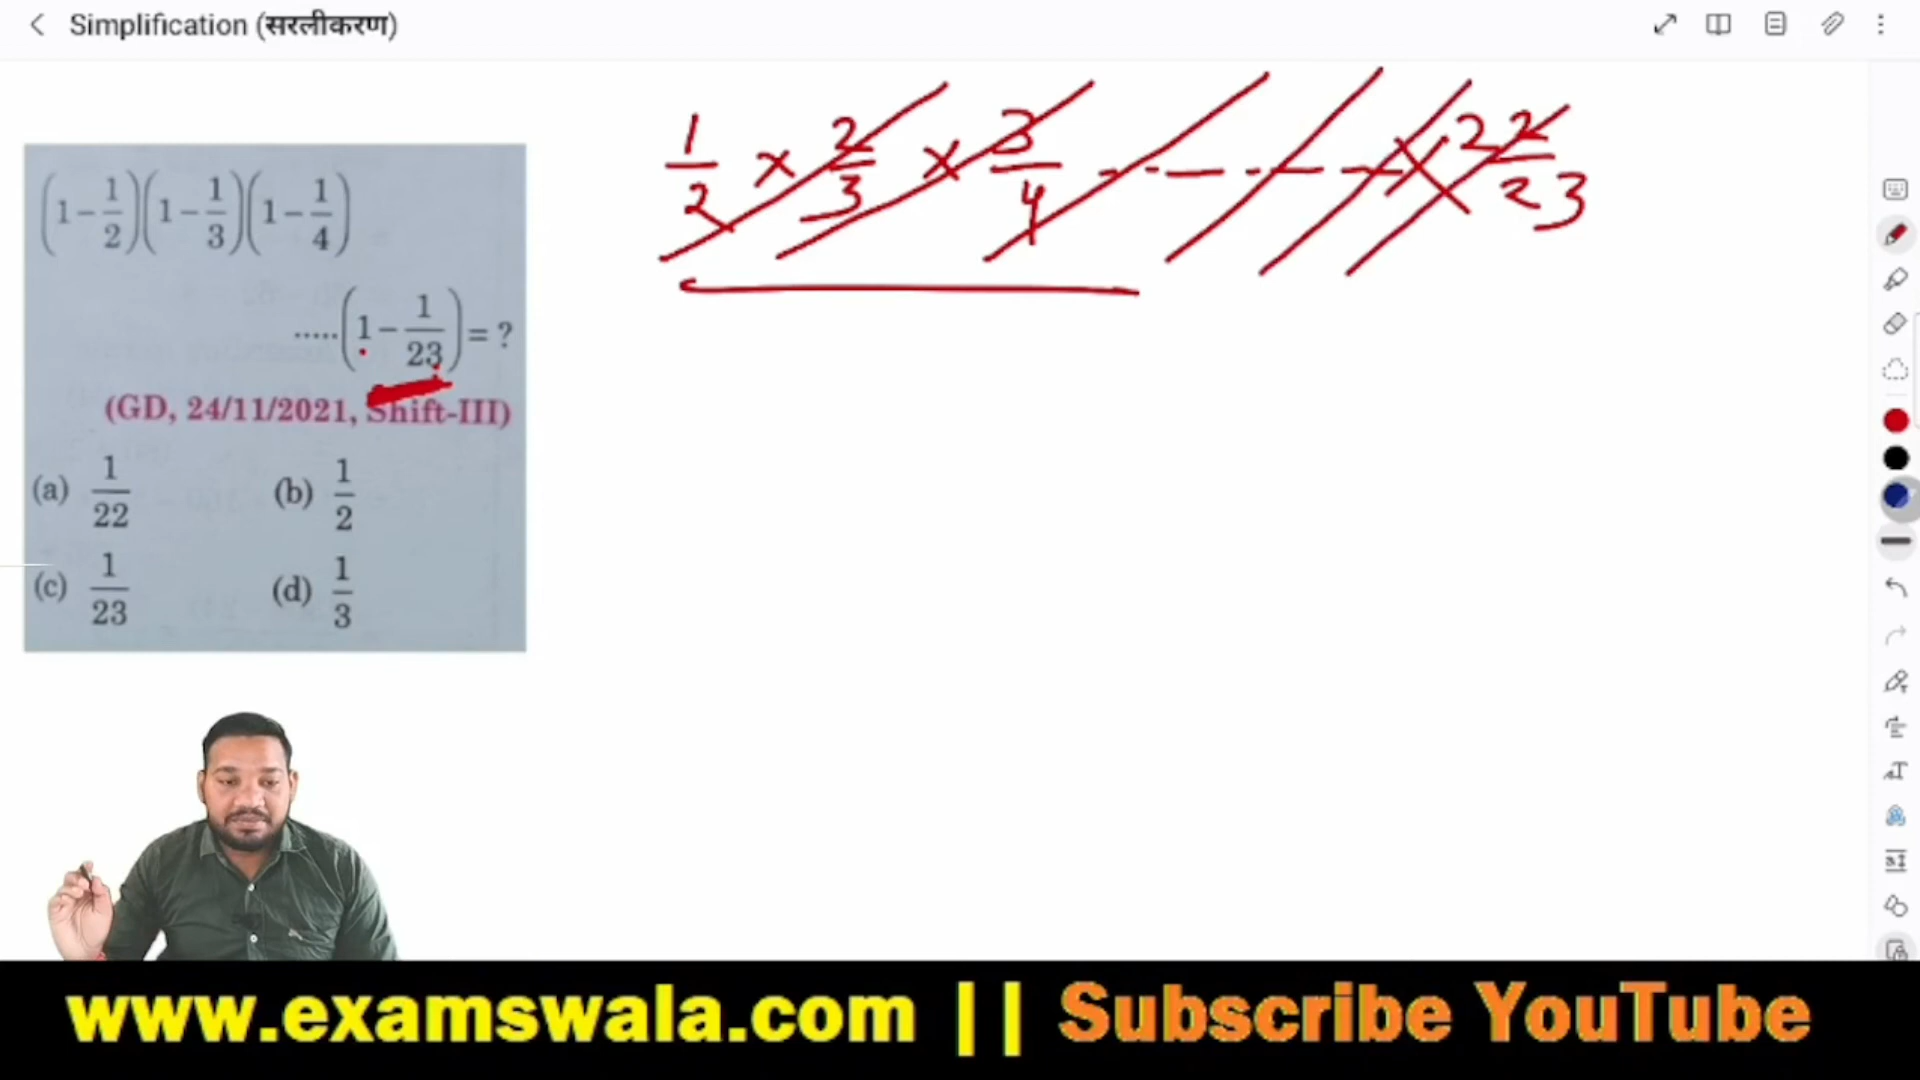 Simplification (सरलीकरण)
1/2 × 2/3 × 3/4 ------- × 22/23
(1 - 1/2)(1 - 1/3)(1 - 1/4)
.....(1 - 1/23) = ?
(GD, 24/11/2021, Shift-III)
(a) 1/22 (b) 1/2
(c) 1/23 (d) 1/3
www.examswala.com || Subscribe YouTube